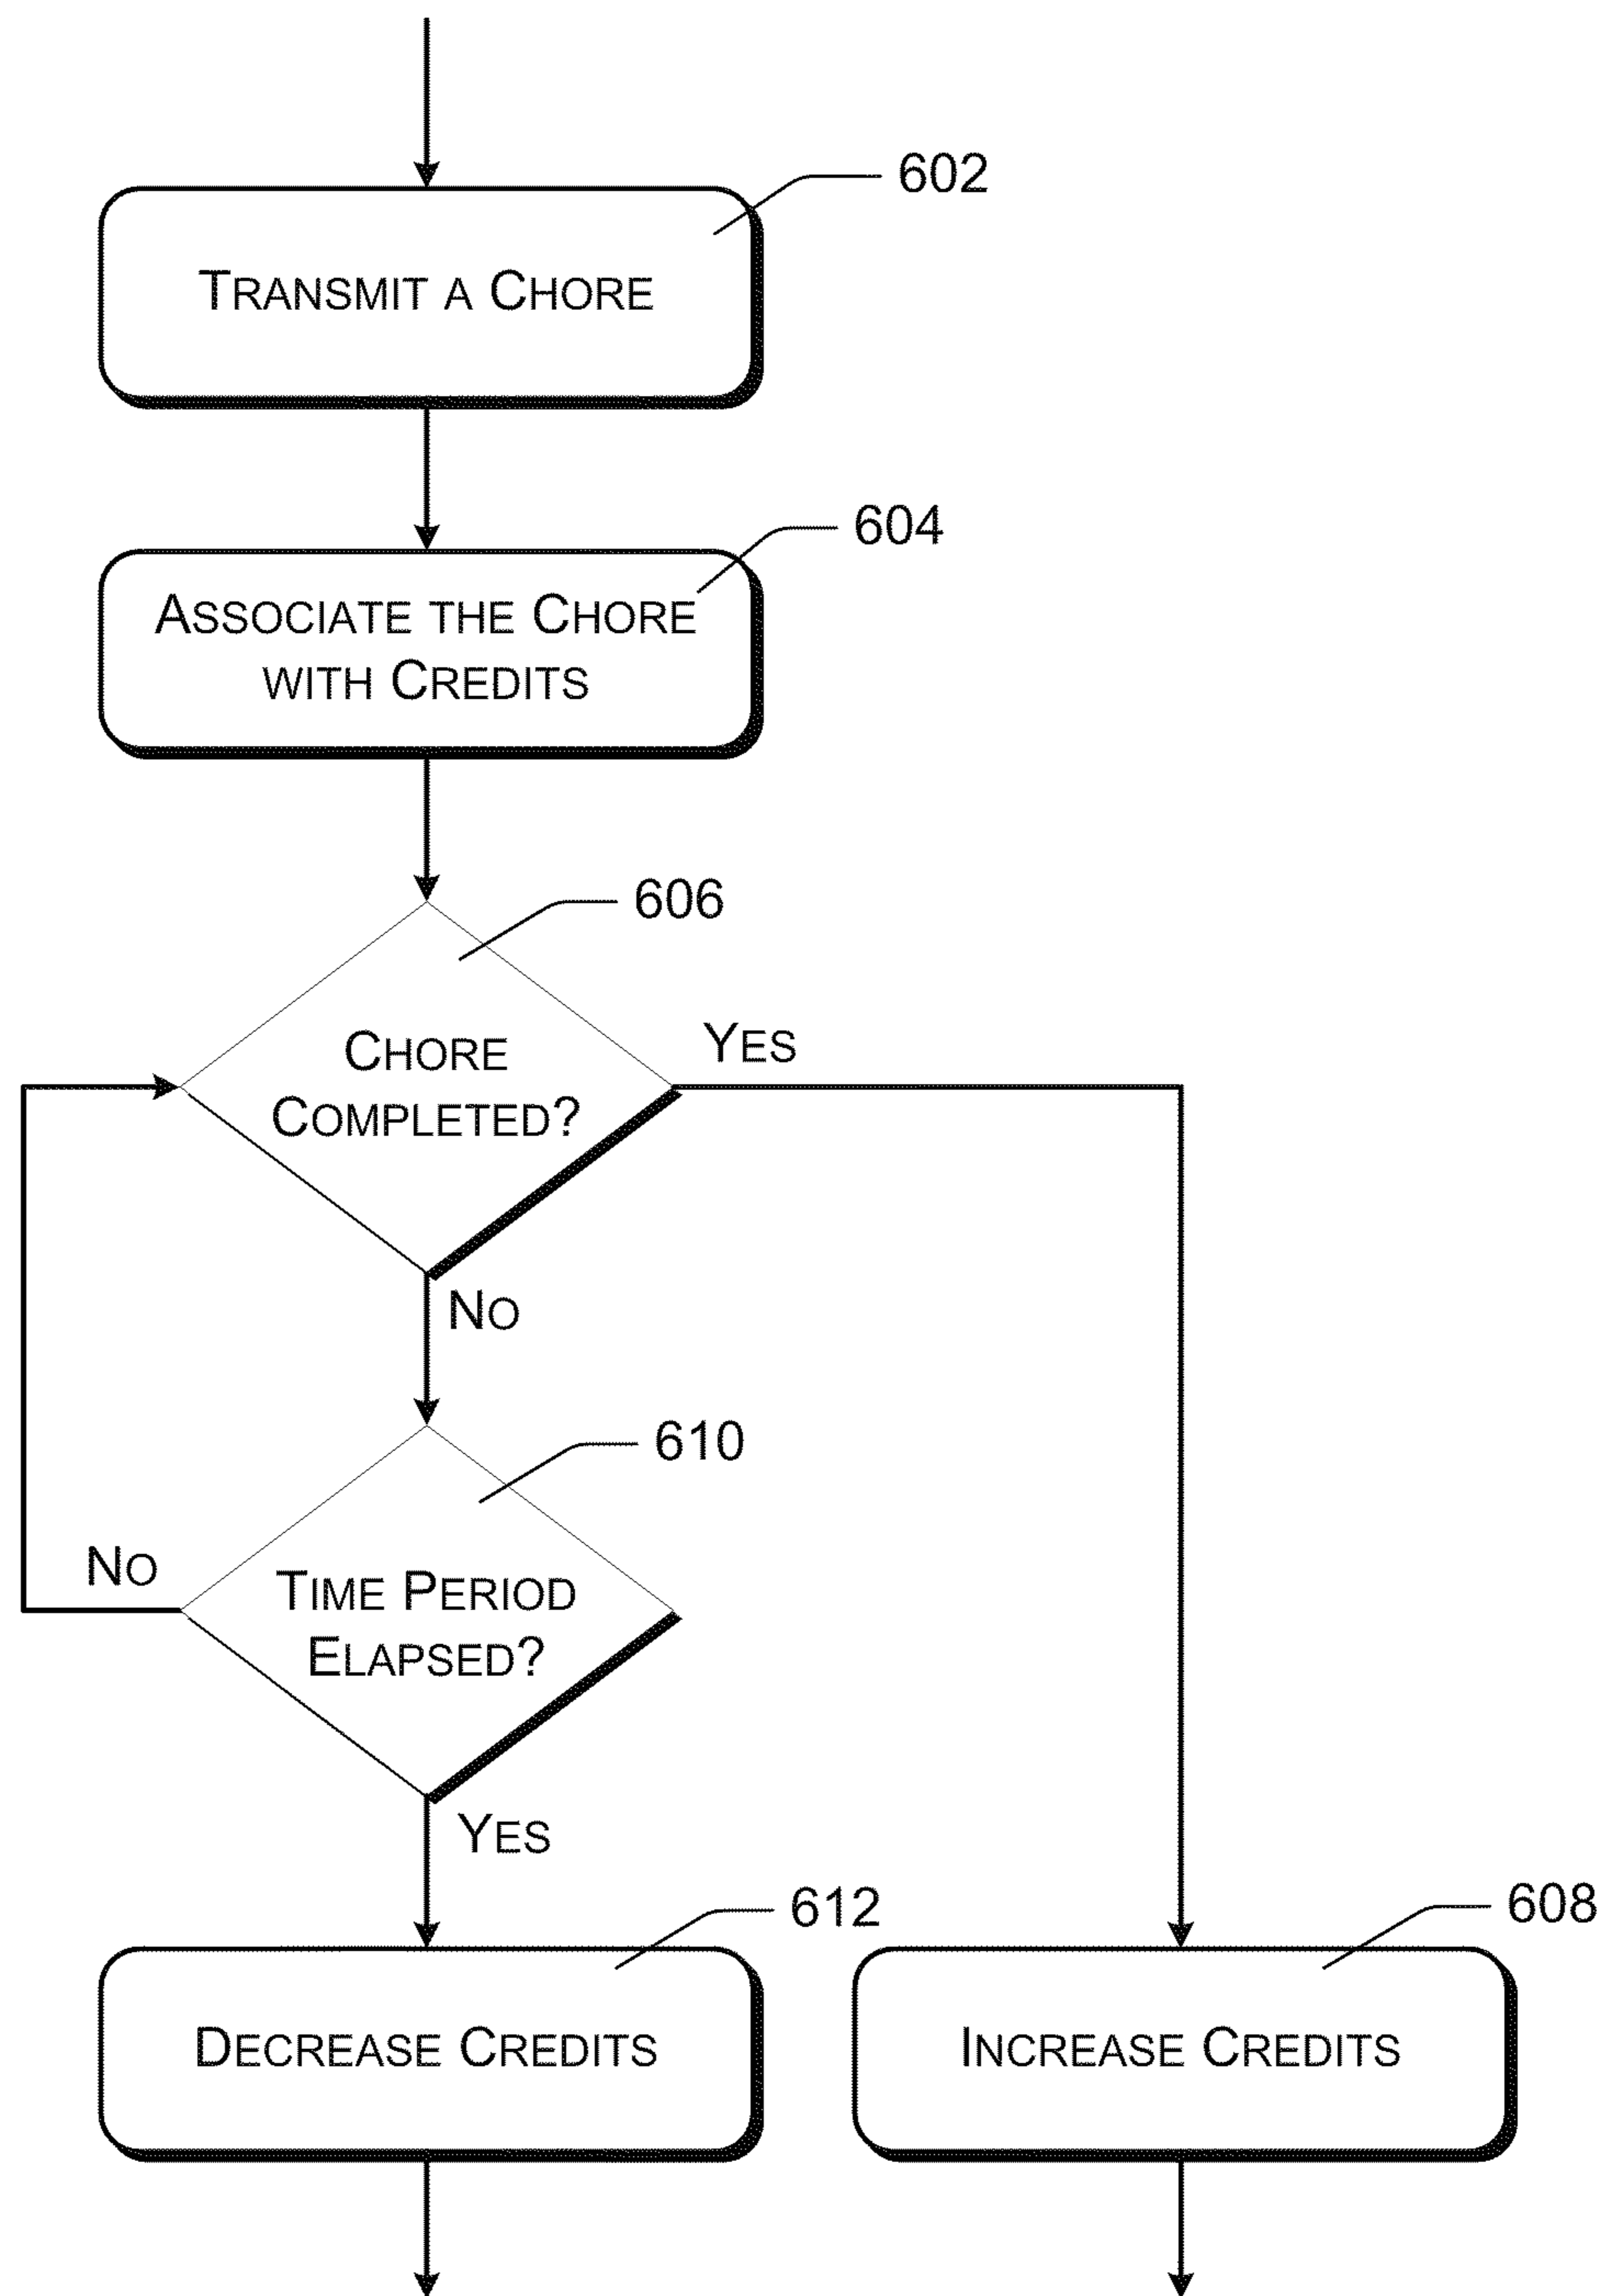 602
Transmit a Chore
604
Associate the Chore
with Credits
606
Chore
Completed?
Yes
No
610
Time Period
Elapsed?
No
Yes
612
Decrease Credits
608
Increase Credits